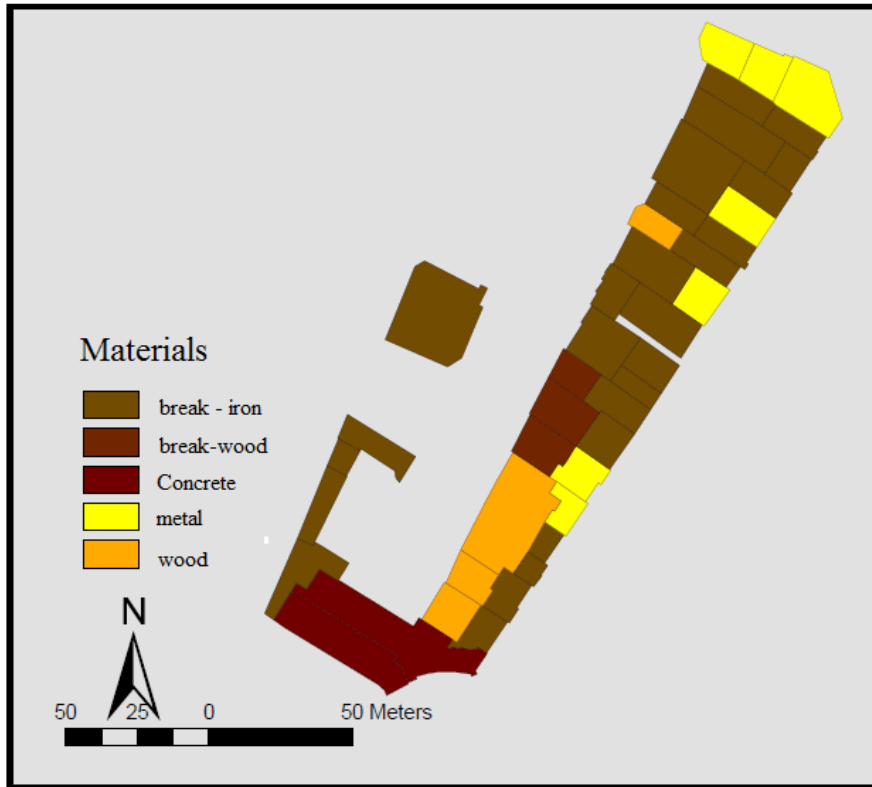 Materials
break - iron
break-wood
Concrete
metal
wood
N
50 25 0 50 Meters